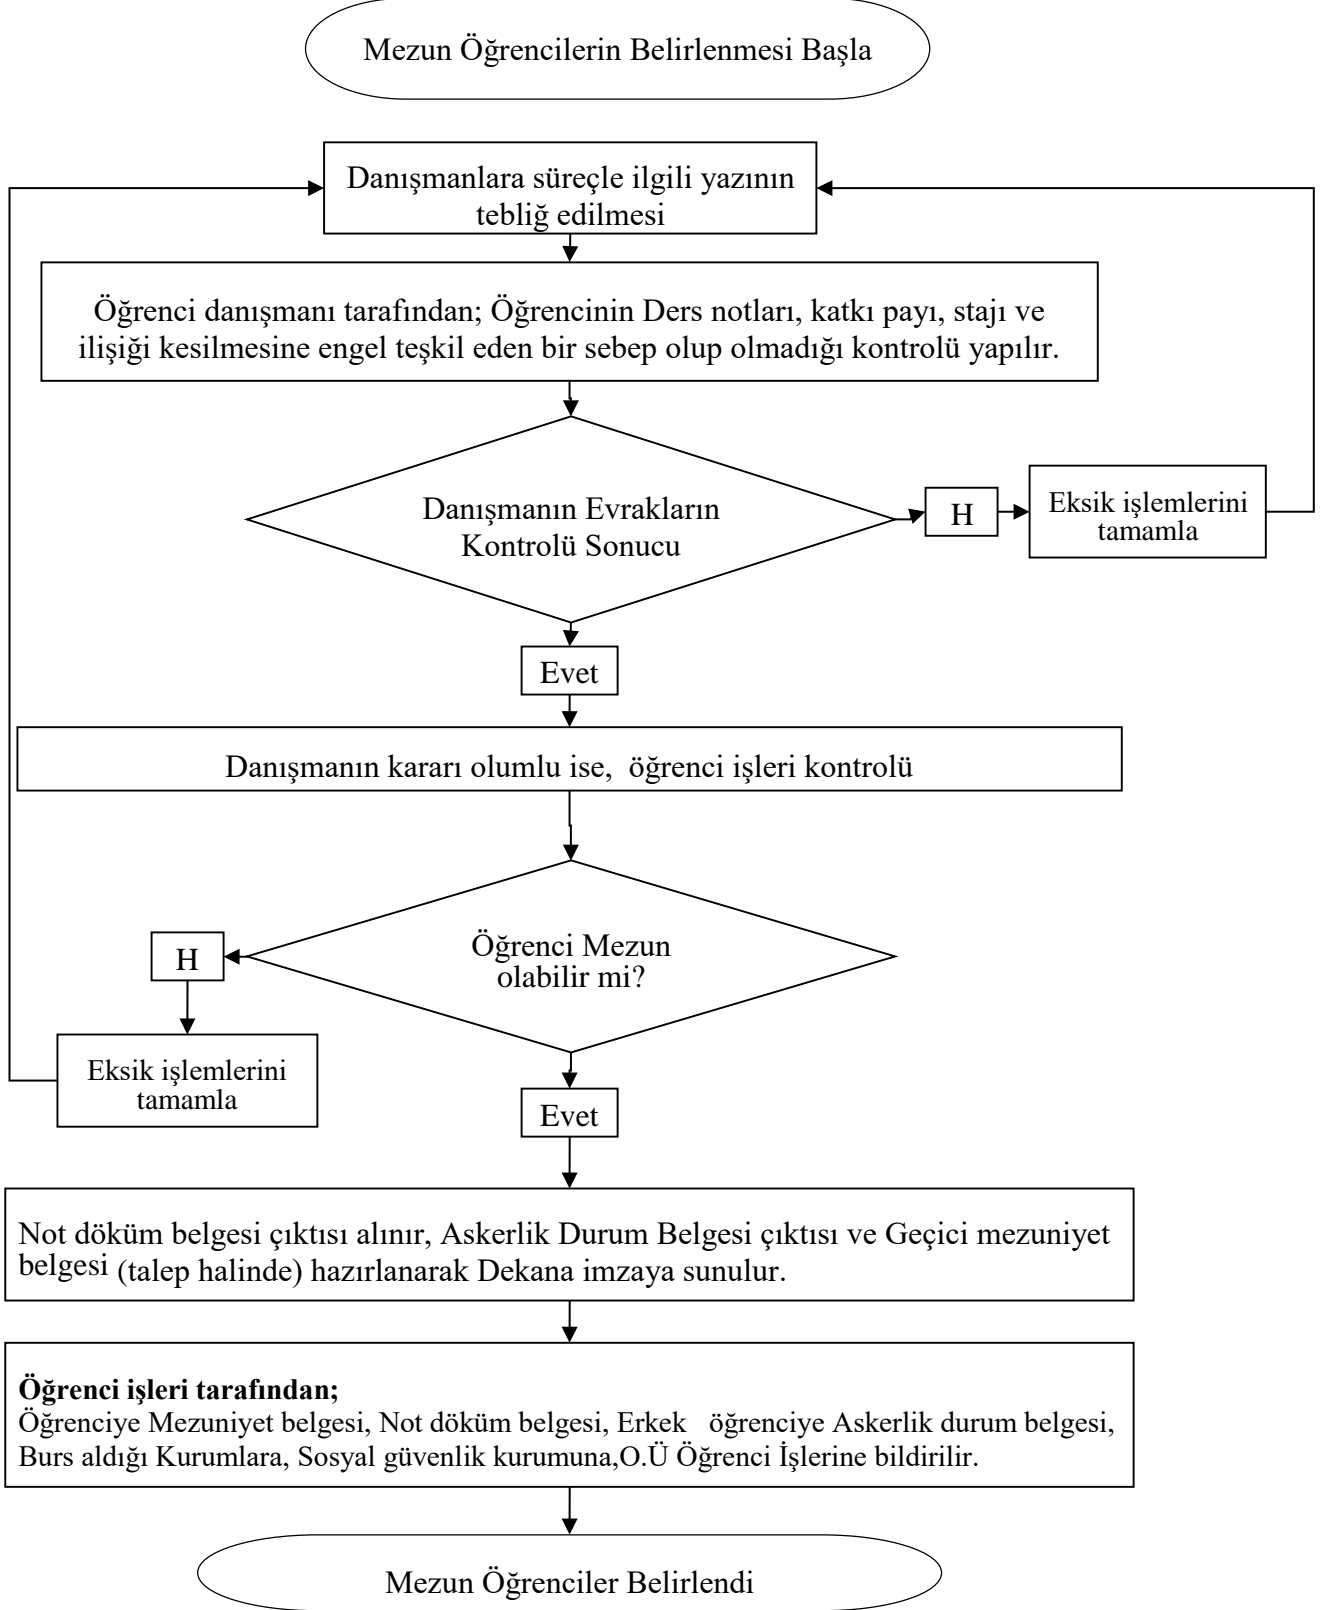 Mezun Öğrencilerin Belirlenmesi Başla
Danışmanlara süreçle ilgili yazının
tebliğ edilmesi
Öğrenci danışmanı tarafından; Öğrencinin Ders notları, katkı payı, stajı ve
ilişiği kesilmesine engel teşkil eden bir sebep olup olmadığı kontrolü yapılır.
Danışmanın Evrakların
Kontrolü Sonucu
H
Eksik işlemlerini
tamamla
Evet
Danışmanın kararı olumlu ise, öğrenci işleri kontrolü
Öğrenci Mezun
olabilir mi?
H
Eksik işlemlerini
tamamla
Evet
Not döküm belgesi çıktısı alınır, Askerlik Durum Belgesi çıktısı ve Geçici mezuniyet
belgesi (talep halinde) hazırlanarak Dekana imzaya sunulur.
Öğrenci işleri tarafından;
Öğrenciye Mezuniyet belgesi, Not döküm belgesi, Erkek öğrenciye Askerlik durum belgesi,
Burs aldığı Kurumlara, Sosyal güvenlik kurumuna,O.Ü Öğrenci İşlerine bildirilir.
Mezun Öğrenciler Belirlendi